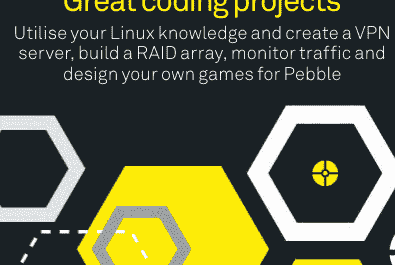 Great coding projects
Utilise your Linux knowledge and create a VPN
server, build a RAID array, monitor traffic and
design your own games for Pebble